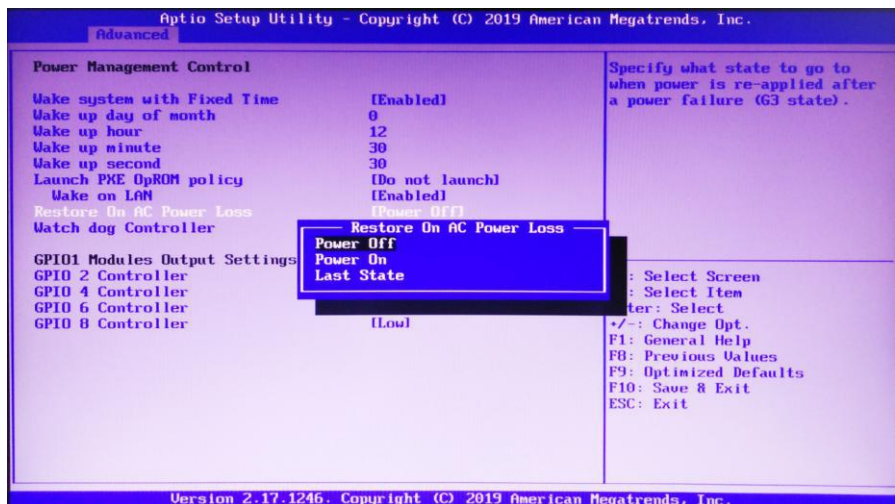 Aptio Setup Utility - Copyright (C) 2019 American Megatrends, Inc.
Advanced
Power Management Control
Wake system with Fixed Time [Enabled]
Wake up day of month 0
Wake up hour 12
Wake up minute 30
Wake up second 30
Launch PXE OpROM policy [Do not launch]
Wake on LAN [Enabled]
Restore On AC Power Loss [Power Off]
Watch dog Controller
GPIO1 Modules Output Settings
GPIO 2 Controller
GPIO 4 Controller
GPIO 6 Controller
GPIO 8 Controller [Low]
Restore On AC Power Loss
Power Off
Power On
Last State
Specify what state to go to
when power is re-applied after
a power failure (G3 state).
: Select Screen
: Select Item
ter: Select
+/-: Change Opt.
F1: General Help
F8: Previous Values
F9: Optimized Defaults
F10: Save & Exit
ESC: Exit
Version 2.17.1246. Copyright (C) 2019 American Megatrends, Inc.